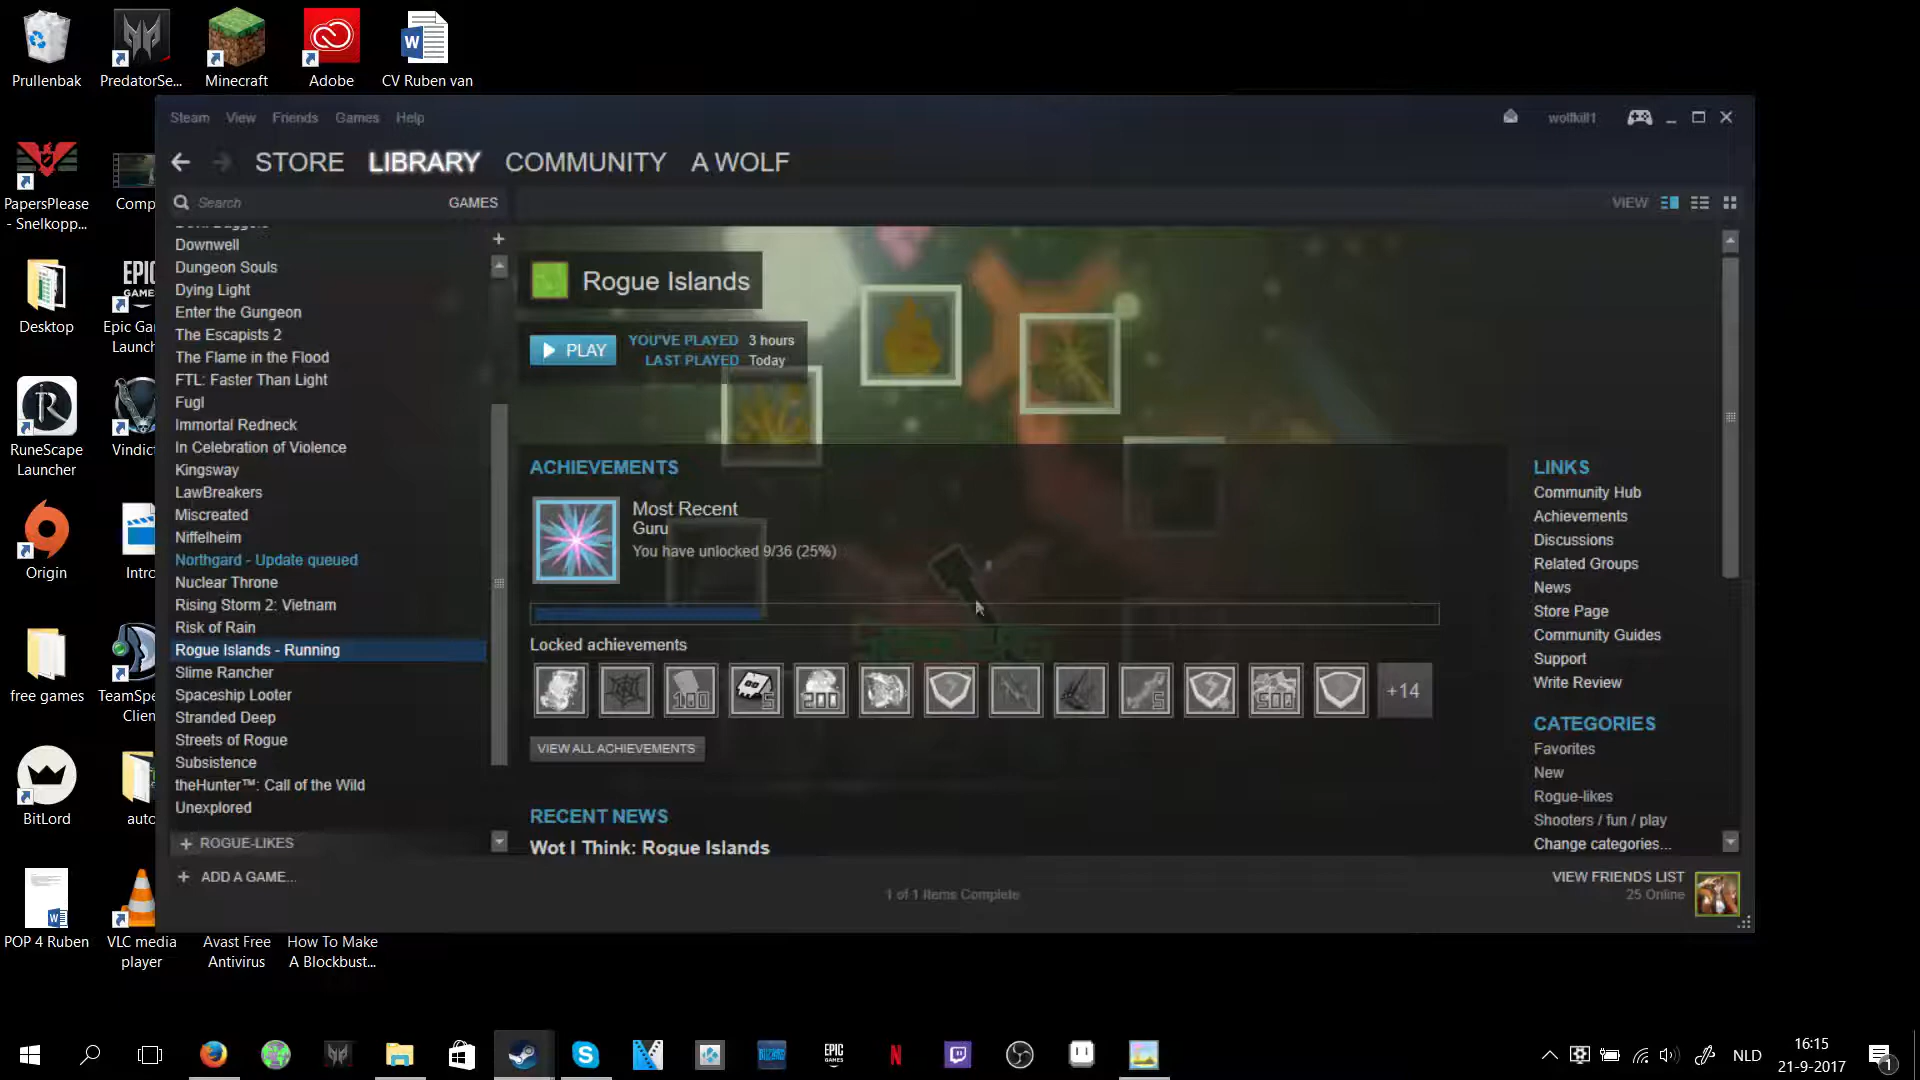 Prullenbak
PredatorSe...
Minecraft
Adobe
CV Ruben van
PapersPlease
- Snelkopp...
Comp
Desktop
Epic Ga
Launch
RuneScape
Launcher
Vindic
Origin
Intro
free games
TeamSpe
Clien
BitLord
auto
POP 4 Ruben
VLC media
player
Avast Free
Antivirus
How To Make
A Blockbust...
Steam View Friends Games Help
wolfkill1
STORE LIBRARY COMMUNITY A WOLF
Search
GAMES
VIEW
Downwell
Dungeon Souls
Dying Light
Enter the Gungeon
The Escapists 2
The Flame in the Flood
FTL: Faster Than Light
Fugl
Immortal Redneck
In Celebration of Violence
Kingsway
LawBreakers
Miscreated
Niffelheim
Northgard - Update queued
Nuclear Throne
Rising Storm 2: Vietnam
Risk of Rain
Rogue Islands - Running
Slime Rancher
Spaceship Looter
Stranded Deep
Streets of Rogue
Subsistence
theHunter™: Call of the Wild
Unexplored
+ ROGUE-LIKES
+ ADD A GAME...
Rogue Islands
PLAY
YOU'VE PLAYED 3 hours
LAST PLAYED Today
ACHIEVEMENTS
Most Recent
Guru
You have unlocked 9/36 (25%)
Locked achievements
100
5
200
5
500
+14
VIEW ALL ACHIEVEMENTS
RECENT NEWS
Wot I Think: Rogue Islands
LINKS
Community Hub
Achievements
Discussions
Related Groups
News
Store Page
Community Guides
Support
Write Review
CATEGORIES
Favorites
New
Rogue-likes
Shooters / fun / play
Change categories...
1 of 1 Items Complete
VIEW FRIENDS LIST
25 Online
EPIC
GAMES
NLD
16:15
21-9-2017
1